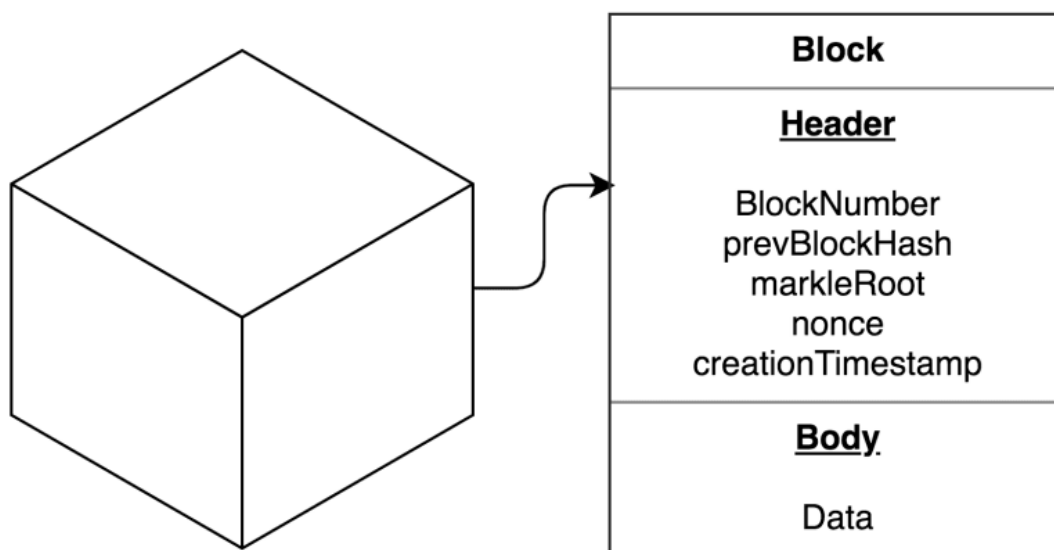 Block
Header
BlockNumber
prevBlockHash
markleRoot
nonce
creationTimestamp
Body
Data